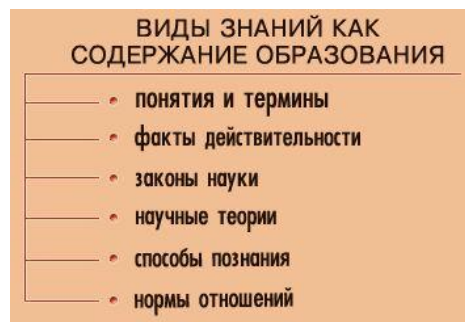 ВИДЫ ЗНАНИЙ КАК
СОДЕРЖАНИЕ ОБРАЗОВАНИЯ
понятия и термины
факты действительности
законы науки
научные теории
способы познания
нормы отношений